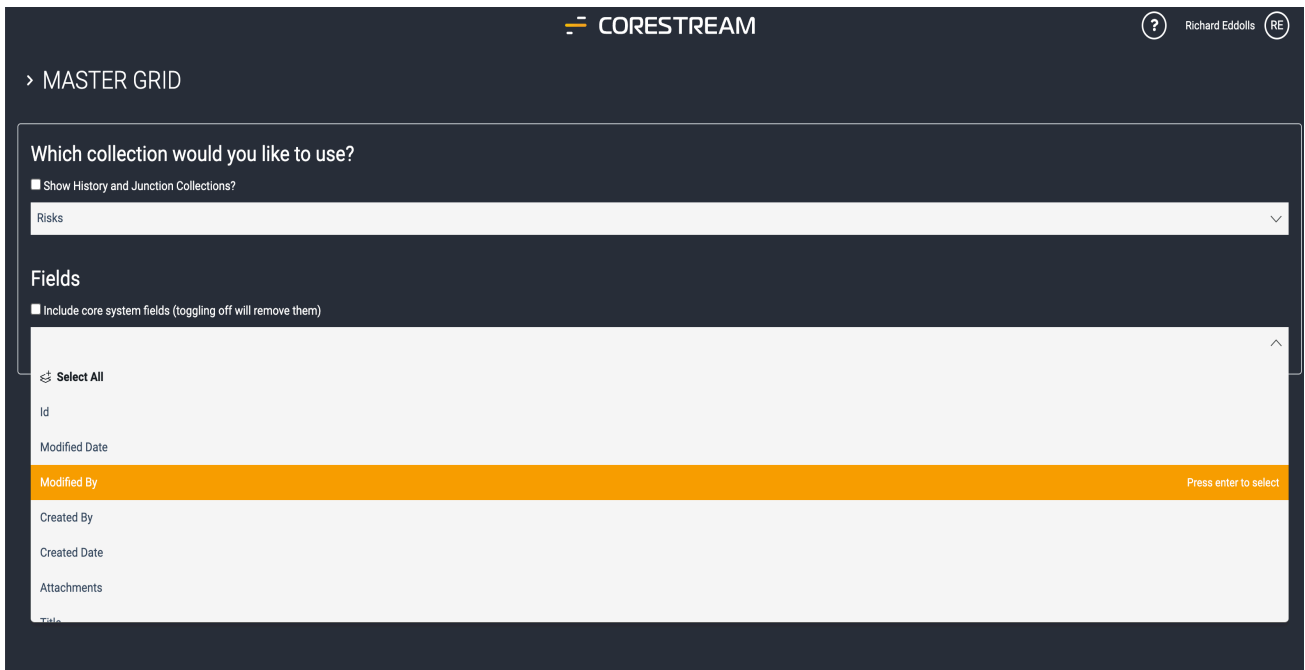 CORESTREAM
? Richard Eddolls RE
> MASTER GRID
Which collection would you like to use?
Show History and Junction Collections?
Risks
Fields
Include core system fields (toggling off will remove them)
Select All
Id
Modified Date
Modified By Press enter to select
Created By
Created Date
Attachments
Title